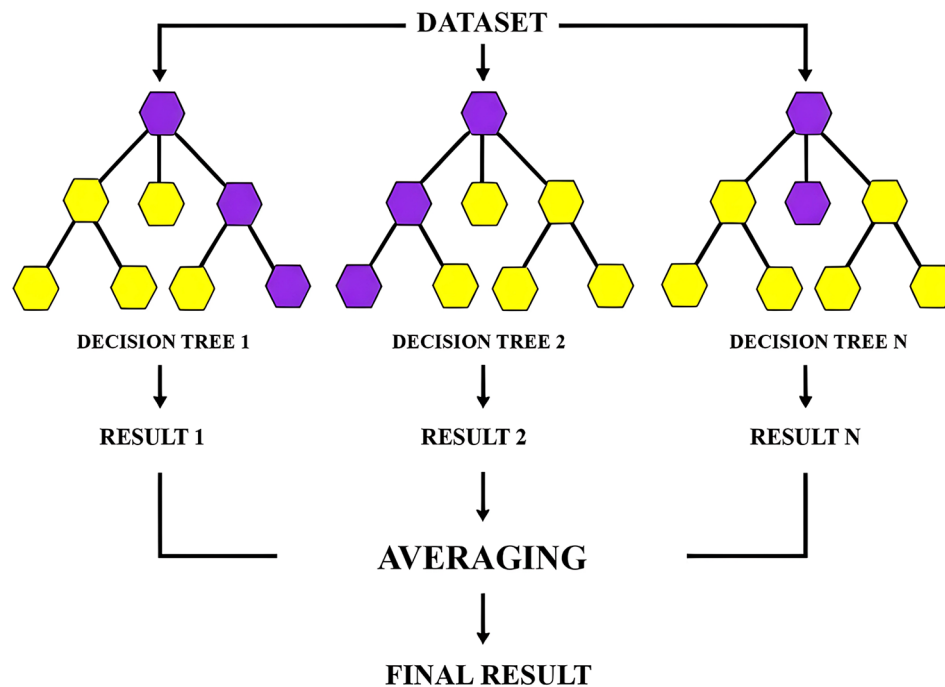 DATASET
DECISION TREE 1
DECISION TREE 2
DECISION TREE N
RESULT 1
RESULT 2
RESULT N
AVERAGING
FINAL RESULT